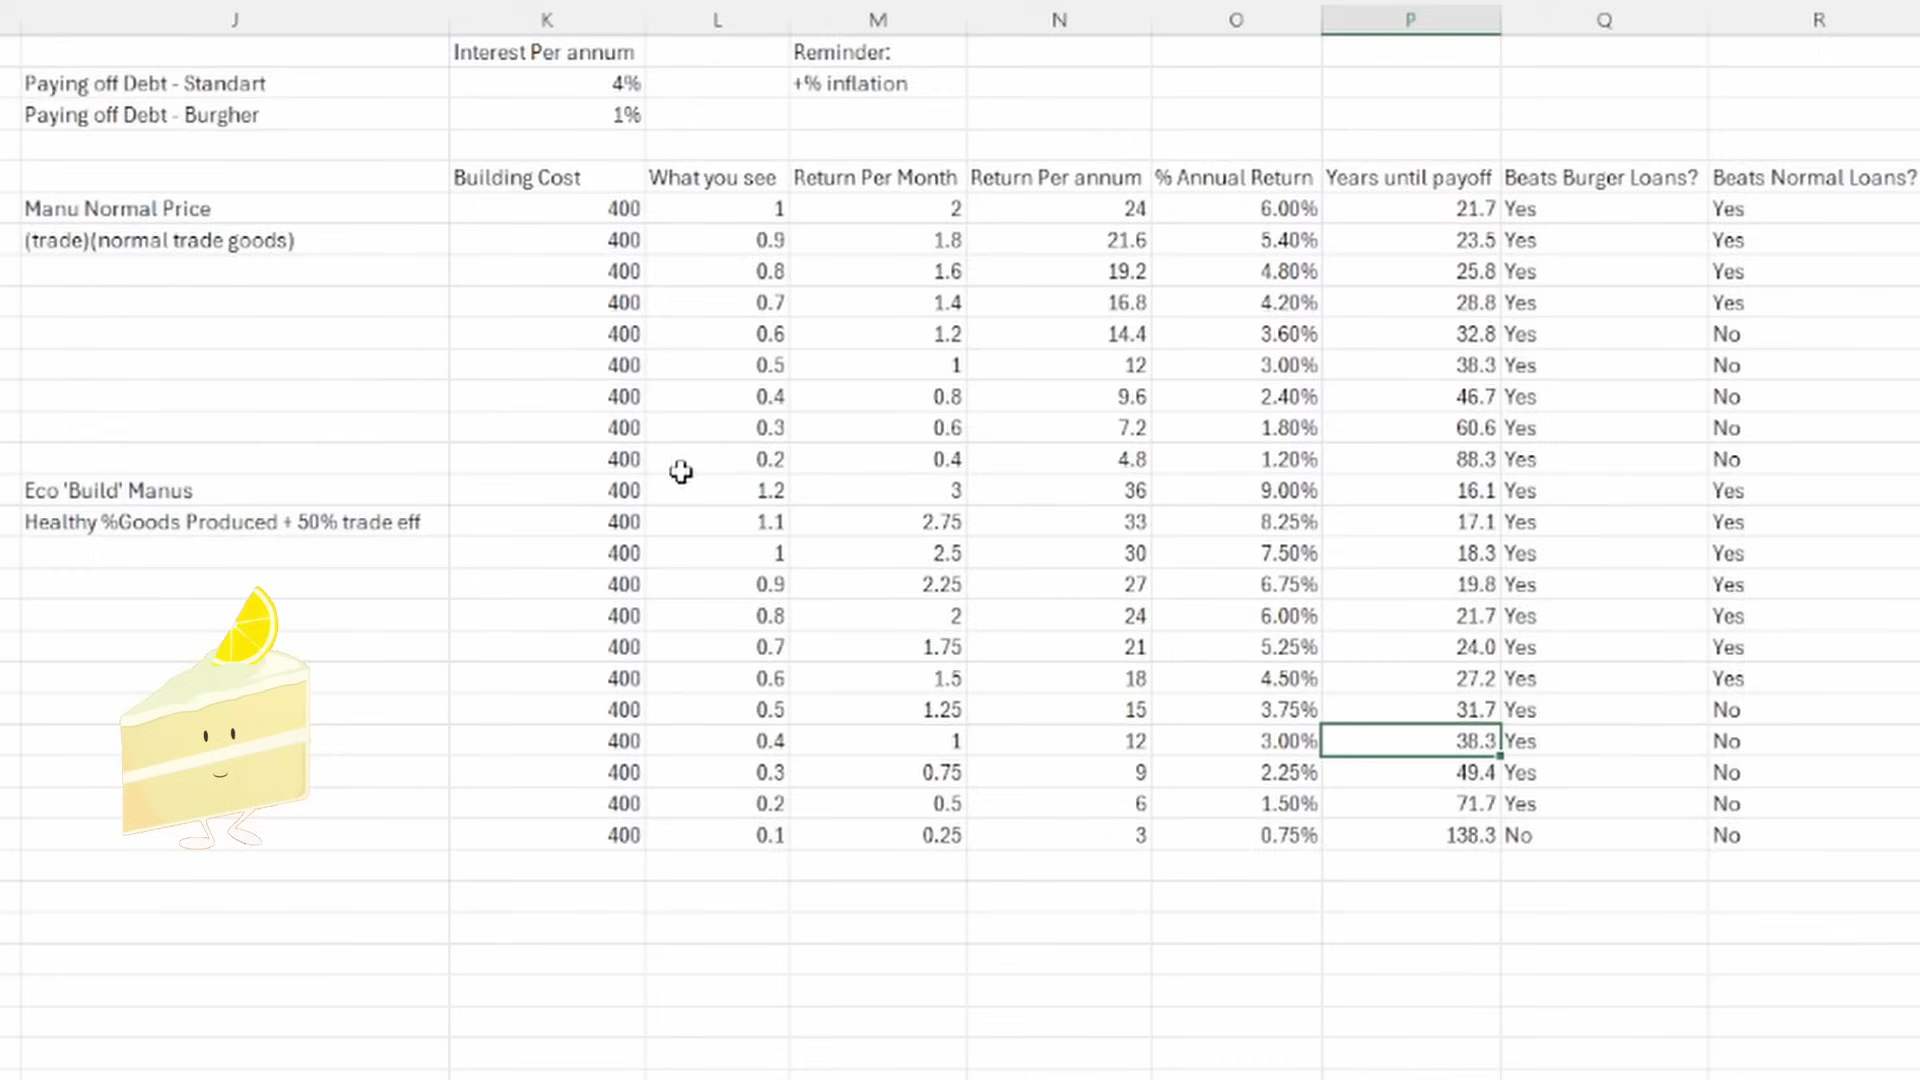 J K L M N O P Q R
Interest Per annum Reminder:
Paying off Debt - Standart 4% +% inflation
Paying off Debt - Burgher 1%
Building Cost What you see Return Per Month Return Per annum % Annual Return Years until payoff Beats Burger Loans? Beats Normal Loans?
Manu Normal Price 400 1 2 24 6.00% 21.7 Yes Yes
(trade)(normal trade goods) 400 0.9 1.8 21.6 5.40% 23.5 Yes Yes
400 0.8 1.6 19.2 4.80% 25.8 Yes Yes
400 0.7 1.4 16.8 4.20% 28.8 Yes Yes
400 0.6 1.2 14.4 3.60% 32.8 Yes No
400 0.5 1 12 3.00% 38.3 Yes No
400 0.4 0.8 9.6 2.40% 46.7 Yes No
400 0.3 0.6 7.2 1.80% 60.6 Yes No
400 0.2 0.4 4.8 1.20% 88.3 Yes No
Eco 'Build' Manus 400 1.2 3 36 9.00% 16.1 Yes Yes
Healthy %Goods Produced + 50% trade eff 400 1.1 2.75 33 8.25% 17.1 Yes Yes
400 1 2.5 30 7.50% 18.3 Yes Yes
400 0.9 2.25 27 6.75% 19.8 Yes Yes
400 0.8 2 24 6.00% 21.7 Yes Yes
400 0.7 1.75 21 5.25% 24.0 Yes Yes
400 0.6 1.5 18 4.50% 27.2 Yes Yes
400 0.5 1.25 15 3.75% 31.7 Yes No
400 0.4 1 12 3.00% 38.3 Yes No
400 0.3 0.75 9 2.25% 49.4 Yes No
400 0.2 0.5 6 1.50% 71.7 Yes No
400 0.1 0.25 3 0.75% 138.3 No No